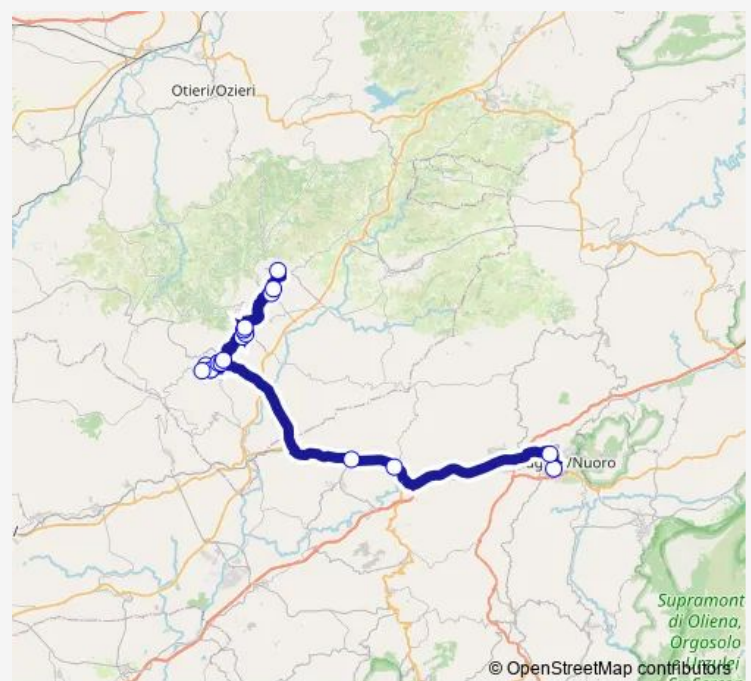 Otieri/Ozieri
/Nuoro
Supramont
di Oliena,
Orgosolo
© OpenStreetMap contributors